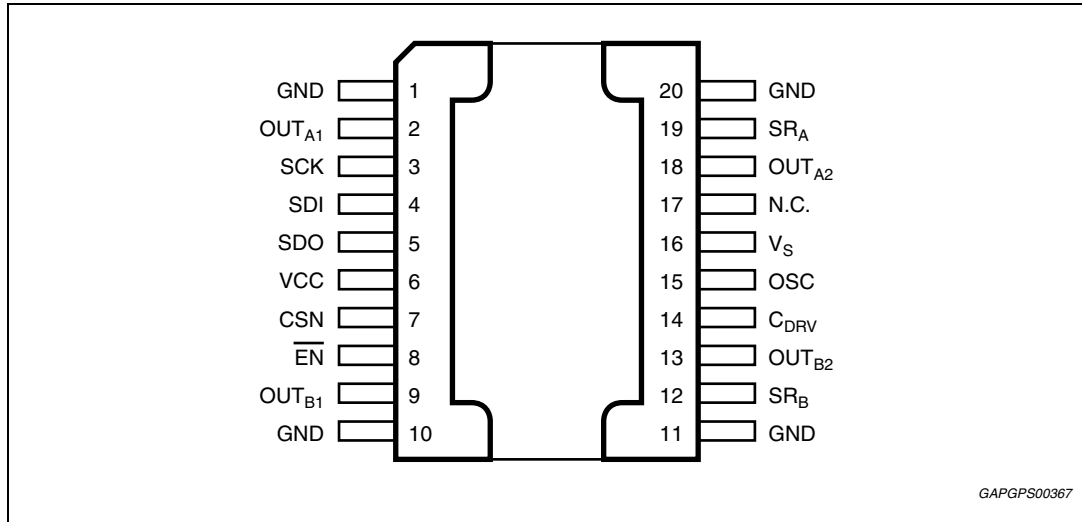 GND 1 20 GND
OUTA1 2 19 SRA
SCK 3 18 OUTA2
SDI 4 17 N.C.
SDO 5 16 VS
VCC 6 15 OSC
CSN 7 14 CDRV
EN 8 13 OUTB2
OUTB1 9 12 SRB
GND 10 11 GND
GAPGPS00367